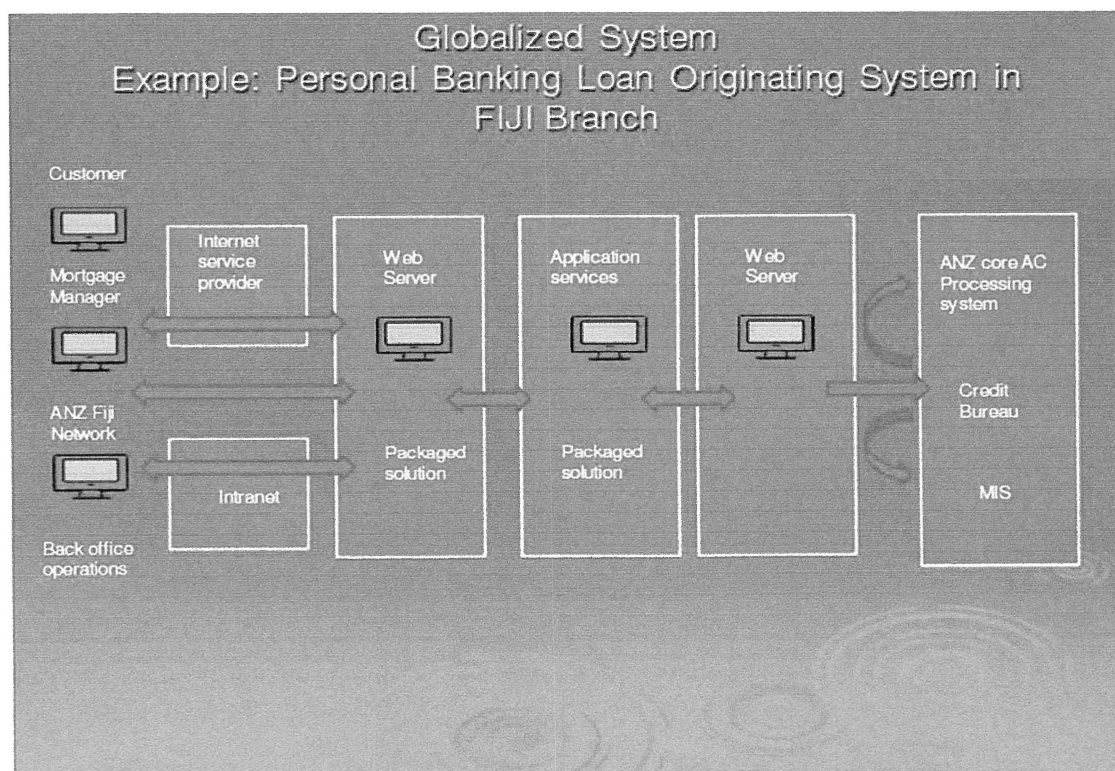 Globalized System
Example: Personal Banking Loan Originating System in
FIJI Branch
Customer
Mortgage
Manager
ANZ Fiji
Network
Back office
operations
Internet
service
provider
Intranet
Web
Server
Packaged
solution
Application
services
Packaged
solution
Web
Server
ANZ core AC
Processing
system
Credit
Bureau
MIS